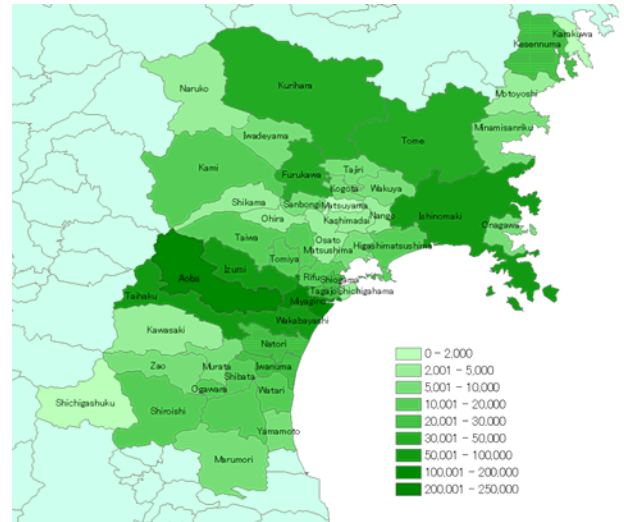 Karakuwa
Kesennuma
Naruko
Kurihara
Motoyoshi
Minamisanriku
Iwadeyama
Tome
Kami
Furukawa
Tajiri
Kogota
Wakuya
Shikama
Sanbongi
Matsuyama
Ohira
Kashimadai
Nango
Ishinomaki
Onagawa
Taiwa
Osato
Matsushima
Higashimatsushima
Tomiya
Izumi
Aoba
Rifu
Shiogama
Taihaku
Tagajo
Shichigahama
Miyagino
Wakabayashi
Kawasaki
Natori
Zao
Murata
Iwanuma
Shibata
Ogawara
Watari
Shichigashuku
Shiroishi
Yamamoto
Marumori
0 - 2,000
2,001 - 5,000
5,001 - 10,000
10,001 - 20,000
20,001 - 30,000
30,001 - 50,000
50,001 - 100,000
100,001 - 200,000
200,001 - 250,000